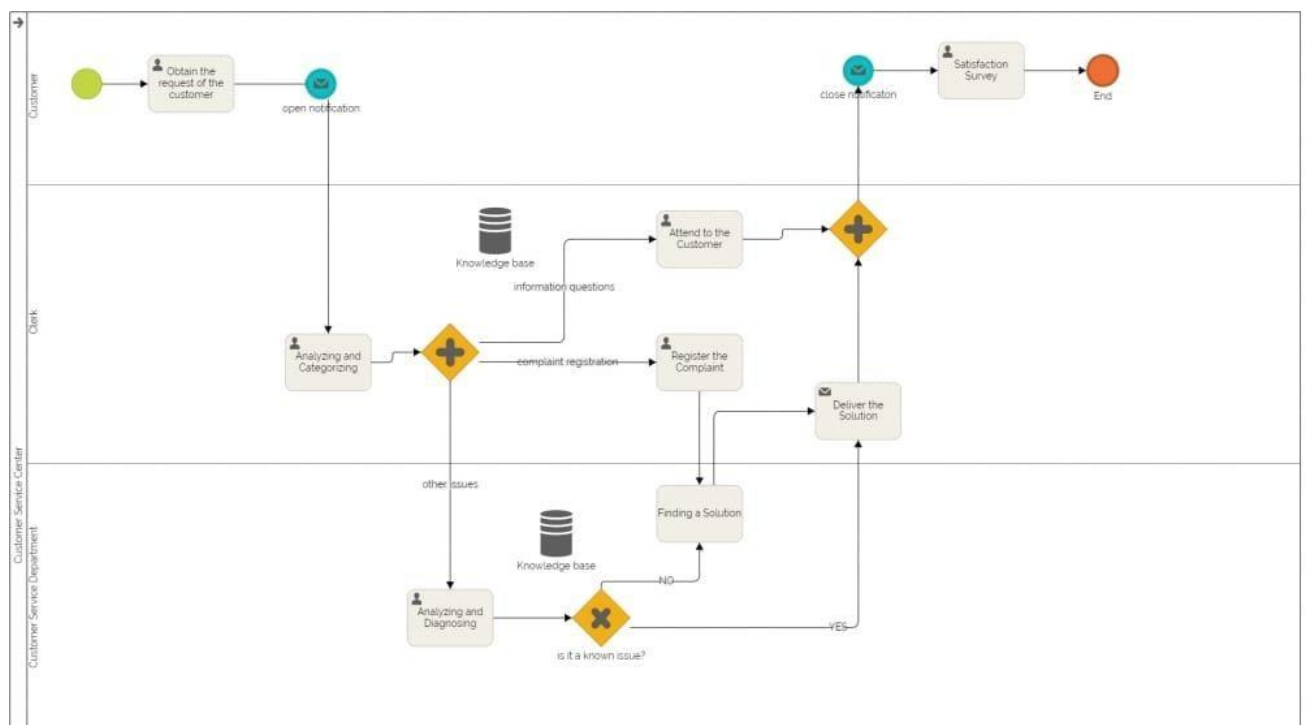 Customer Service Center
Customer
Obtain the
request of the
customer
open notification
close notificaton
Satisfaction
Survey
End
Clerk
Knowledge base
Attend to the
Customer
information questions
Analyzing and
Categorizing
complaint registration
Register the
Complaint
Deliver the
Solution
Customer Service Department
other issues
Finding a Solution
Knowledge base
NO
Analyzing and
Diagnosing
YES
is it a known issue?